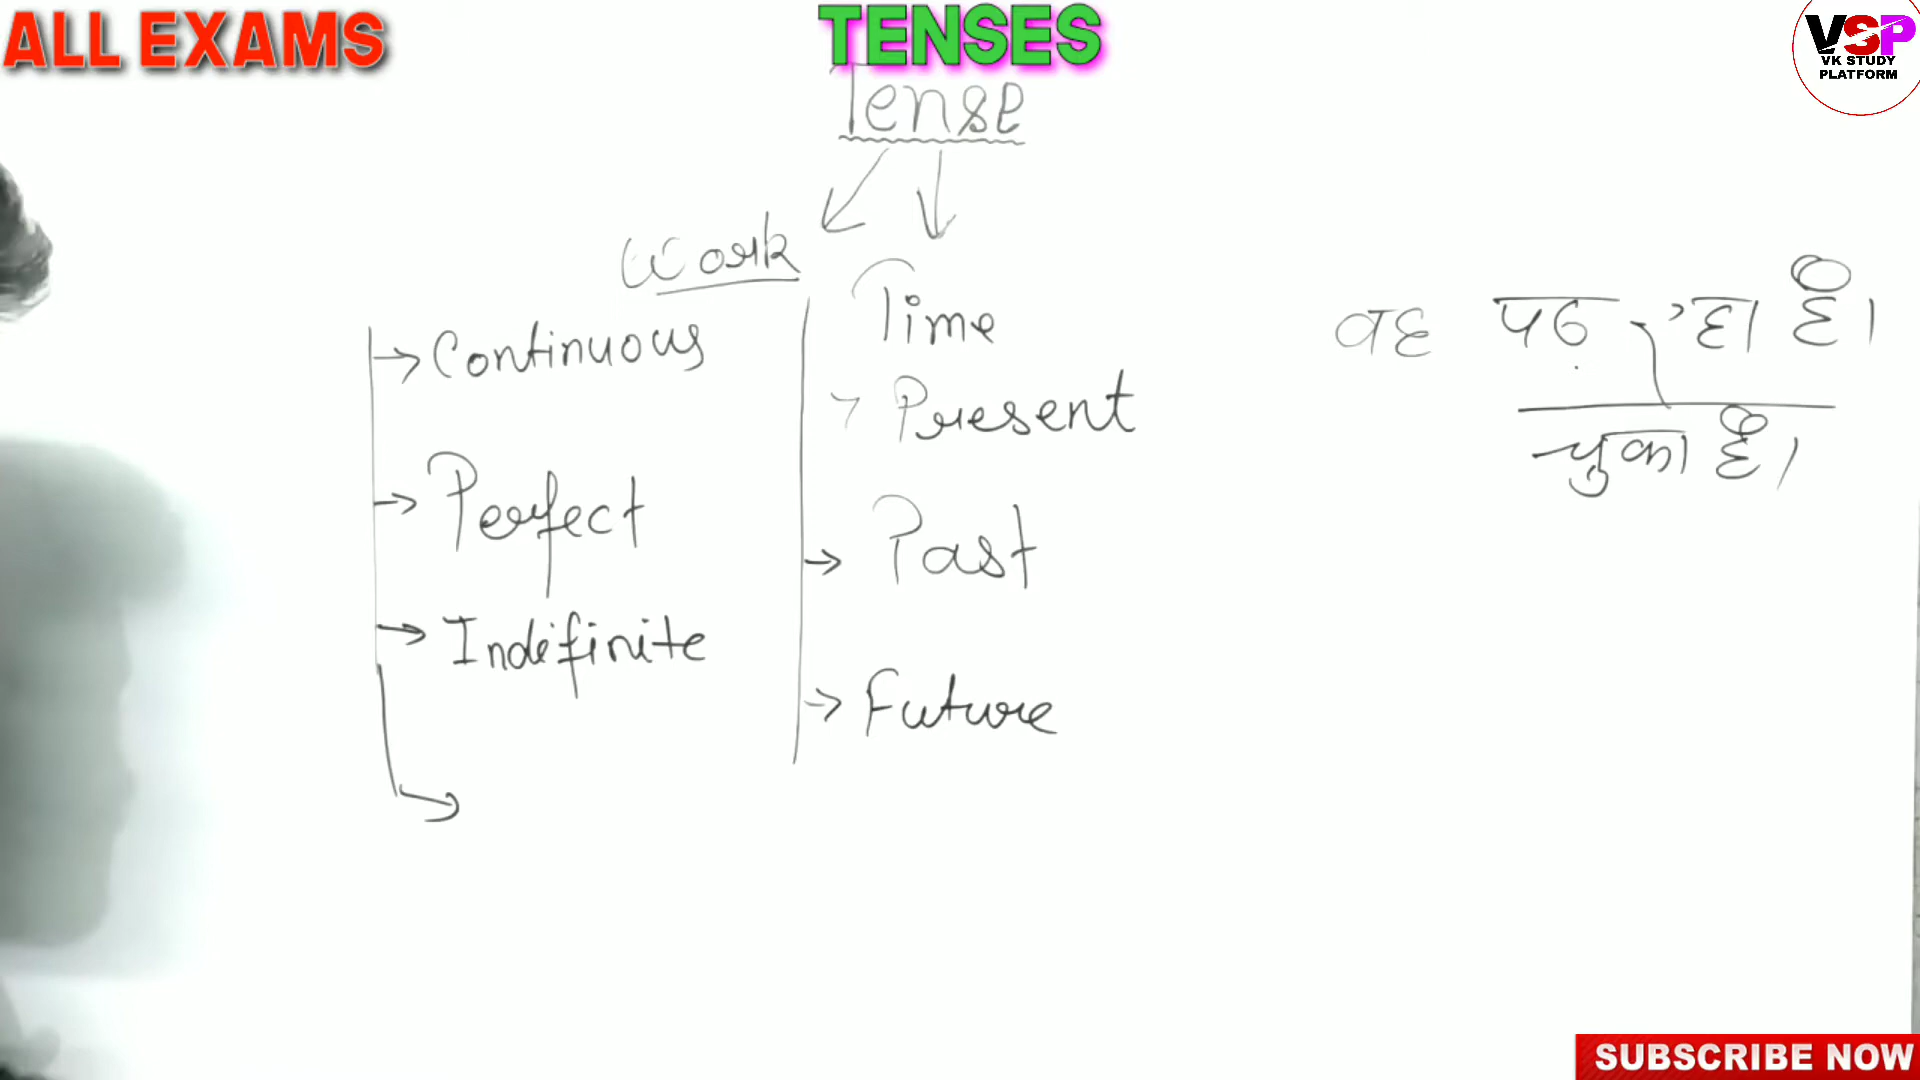 ALL EXAMS
TENSES
VSP
VK STUDY
PLATFORM
Tense
Work
Time
Continuous
Present
Perfect
Past
Indefinite
Future
वह पढ़ रहा है।
चुका है।
SUBSCRIBE NOW